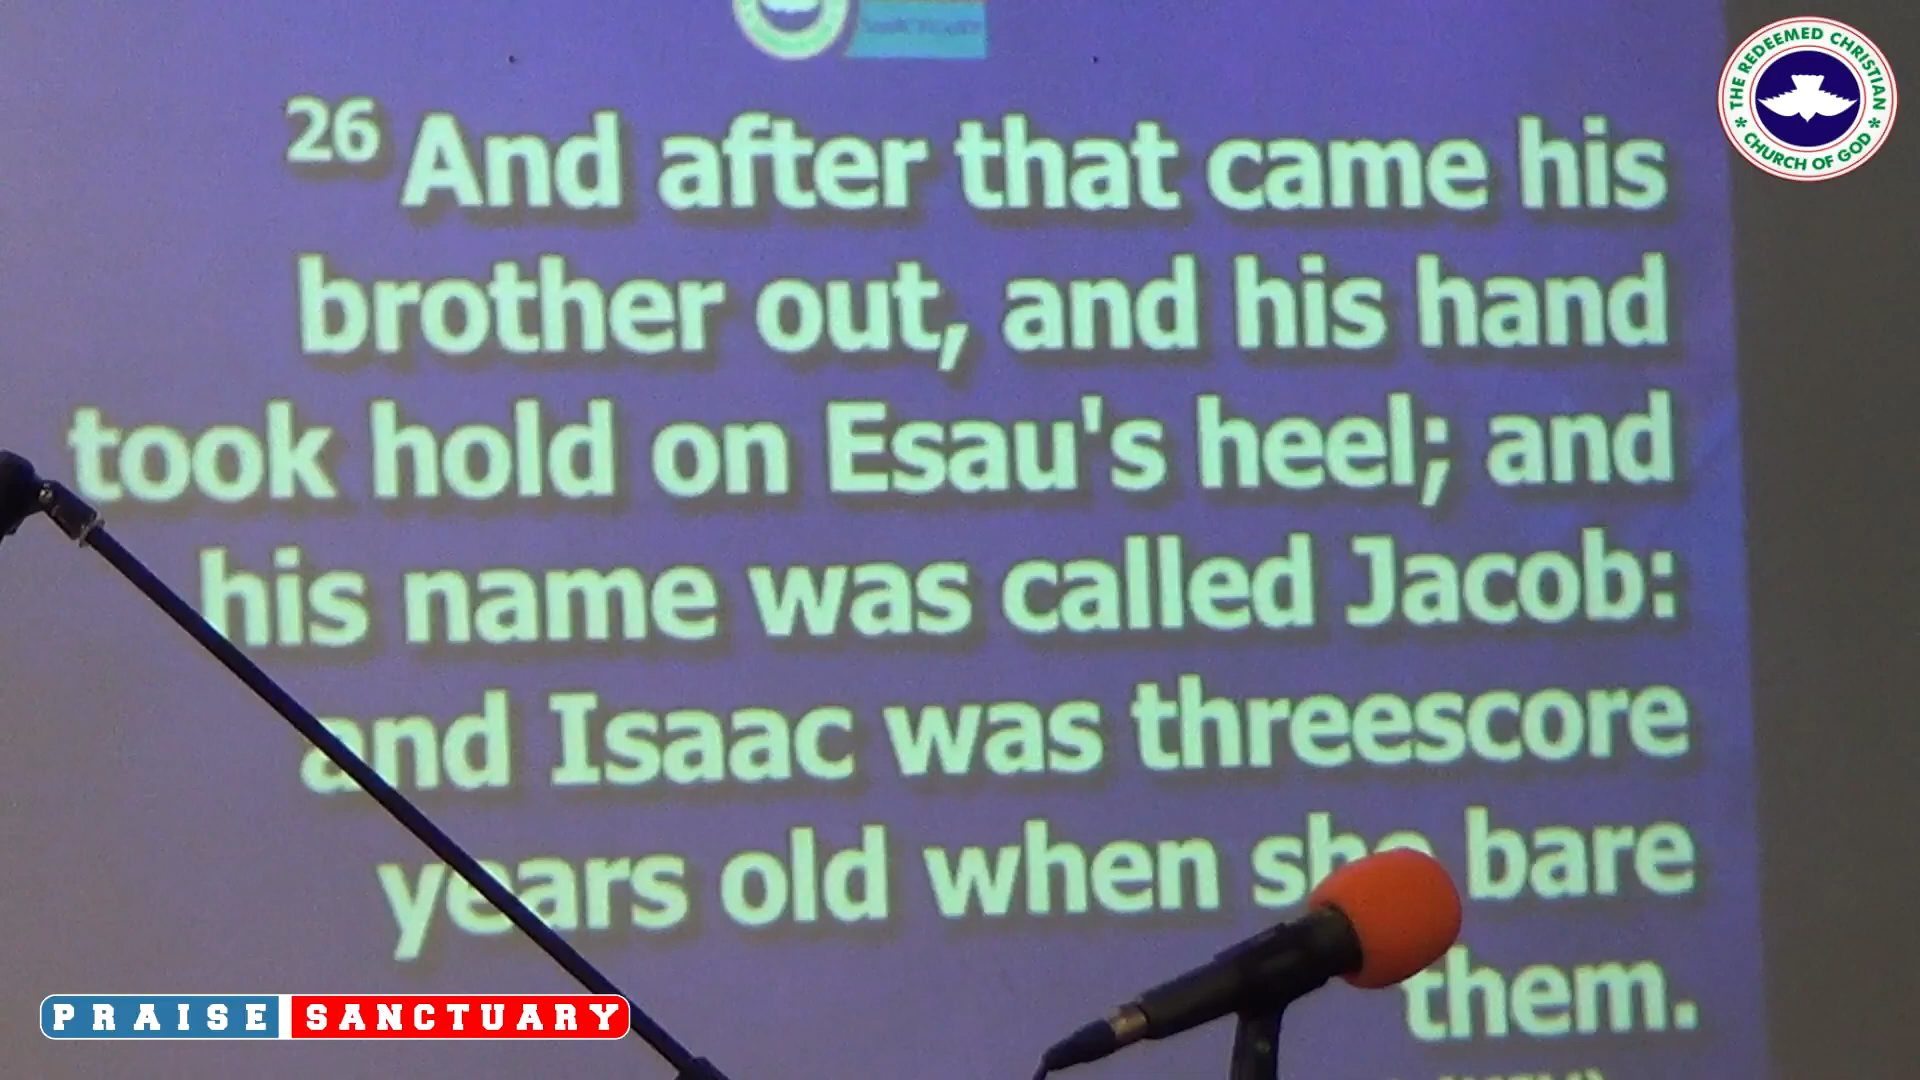 SANCTUARY
THE REDEEMED CHRISTIAN
CHURCH OF GOD
26 And after that came his
brother out, and his hand
took hold on Esau's heel; and
his name was called Jacob:
and Isaac was threescore
years old when she bare
them.
PRAISE SANCTUARY